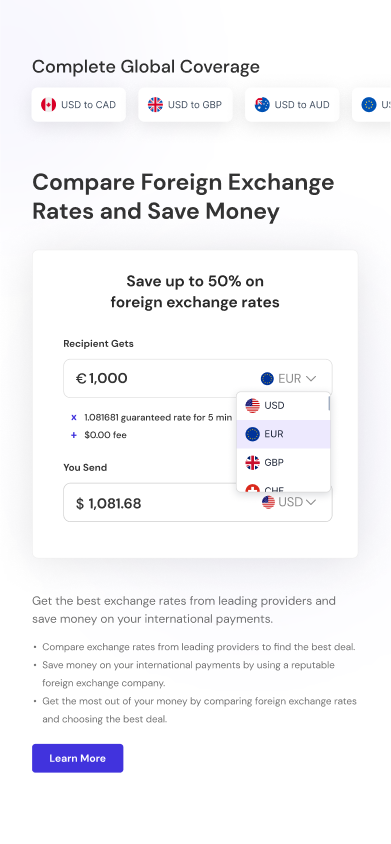 Complete Global Coverage
USD to CAD
USD to GBP
USD to AUD
Compare Foreign Exchange
Rates and Save Money
Save up to 50% on
foreign exchange rates
Recipient Gets
€ 1,000
EUR
x 1.081681 guaranteed rate for 5 min
+ $0.00 fee
USD
EUR
GBP
CHF
You Send
$ 1,081.68
USD
Get the best exchange rates from leading providers and
save money on your international payments.
• Compare exchange rates from leading providers to find the best deal.
• Save money on your international payments by using a reputable
foreign exchange company.
• Get the most out of your money by comparing foreign exchange rates
and choosing the best deal.
Learn More